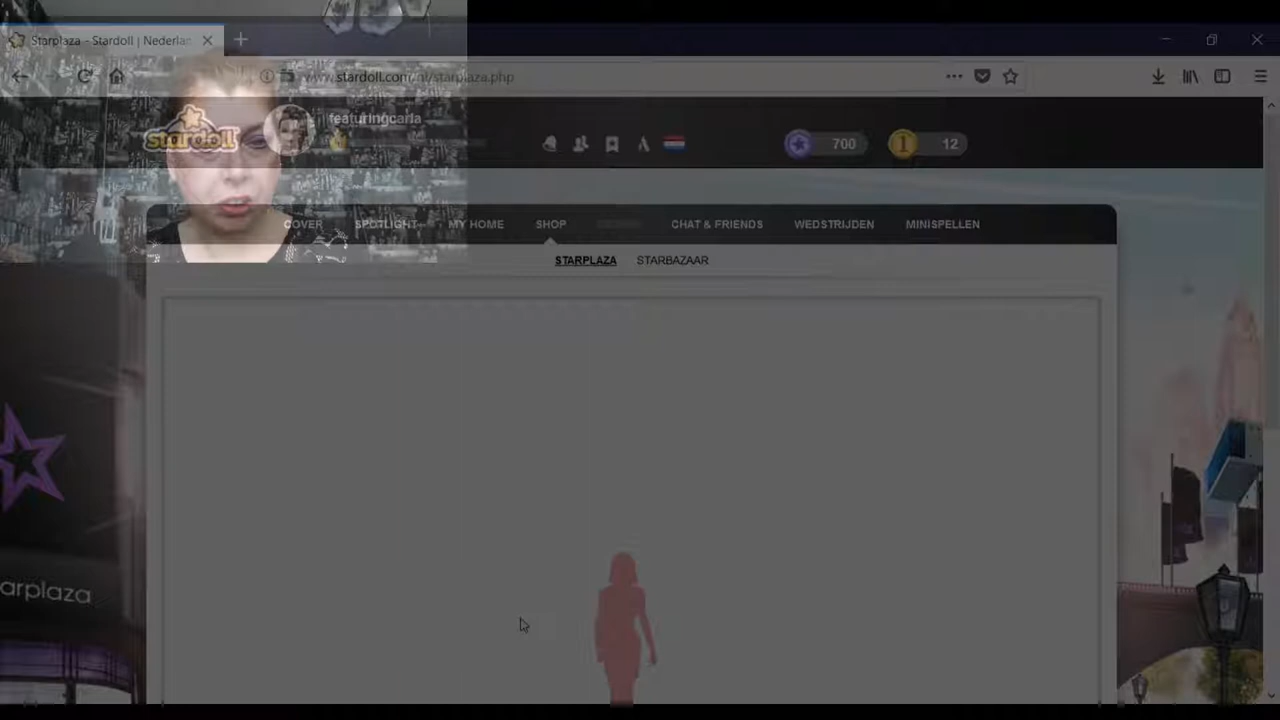 Starplaza - Stardoll | Nederlan
www.stardoll.com/nl/starplaza.php
stardoll
featuringcarla
700
1
12
COVER
SPOTLIGHT
MY HOME
SHOP
CHAT & FRIENDS
WEDSTRIJDEN
MINISPELLEN
STARPLAZA
STARBAZAAR
arplaza